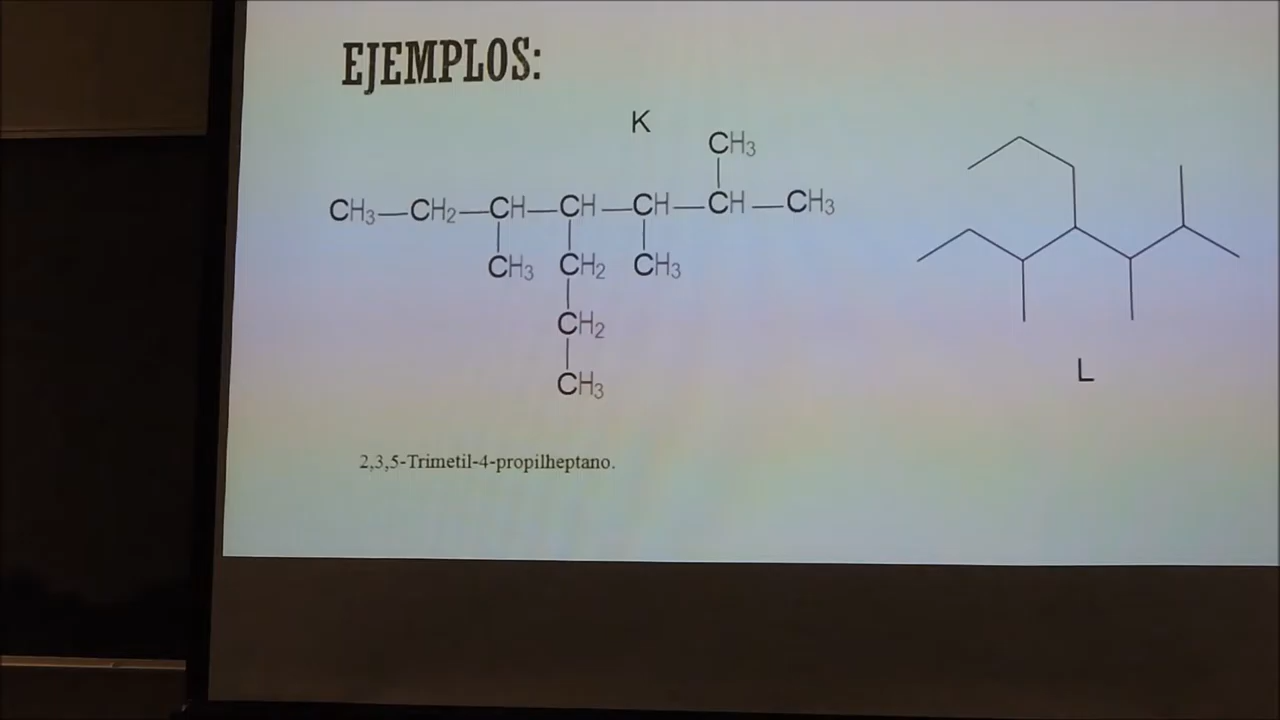 EJEMPLOS:
K
CH3
CH3—CH2—CH—CH—CH—CH—CH3
CH3 CH2 CH3
CH2
CH3
L
2,3,5-Trimetil-4-propilheptano.